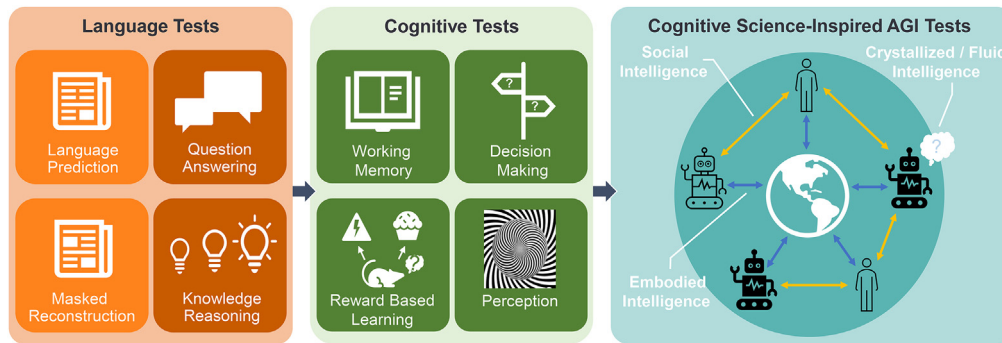 Language Tests
Language
Prediction
Question
Answering
Masked
Reconstruction
Knowledge
Reasoning
Cognitive Tests
Working
Memory
Decision
Making
?
?
Reward Based
Learning
Perception
Cognitive Science-Inspired AGI Tests
Social
Intelligence
Crystallized / Fluid
Intelligence
?
Embodied
Intelligence